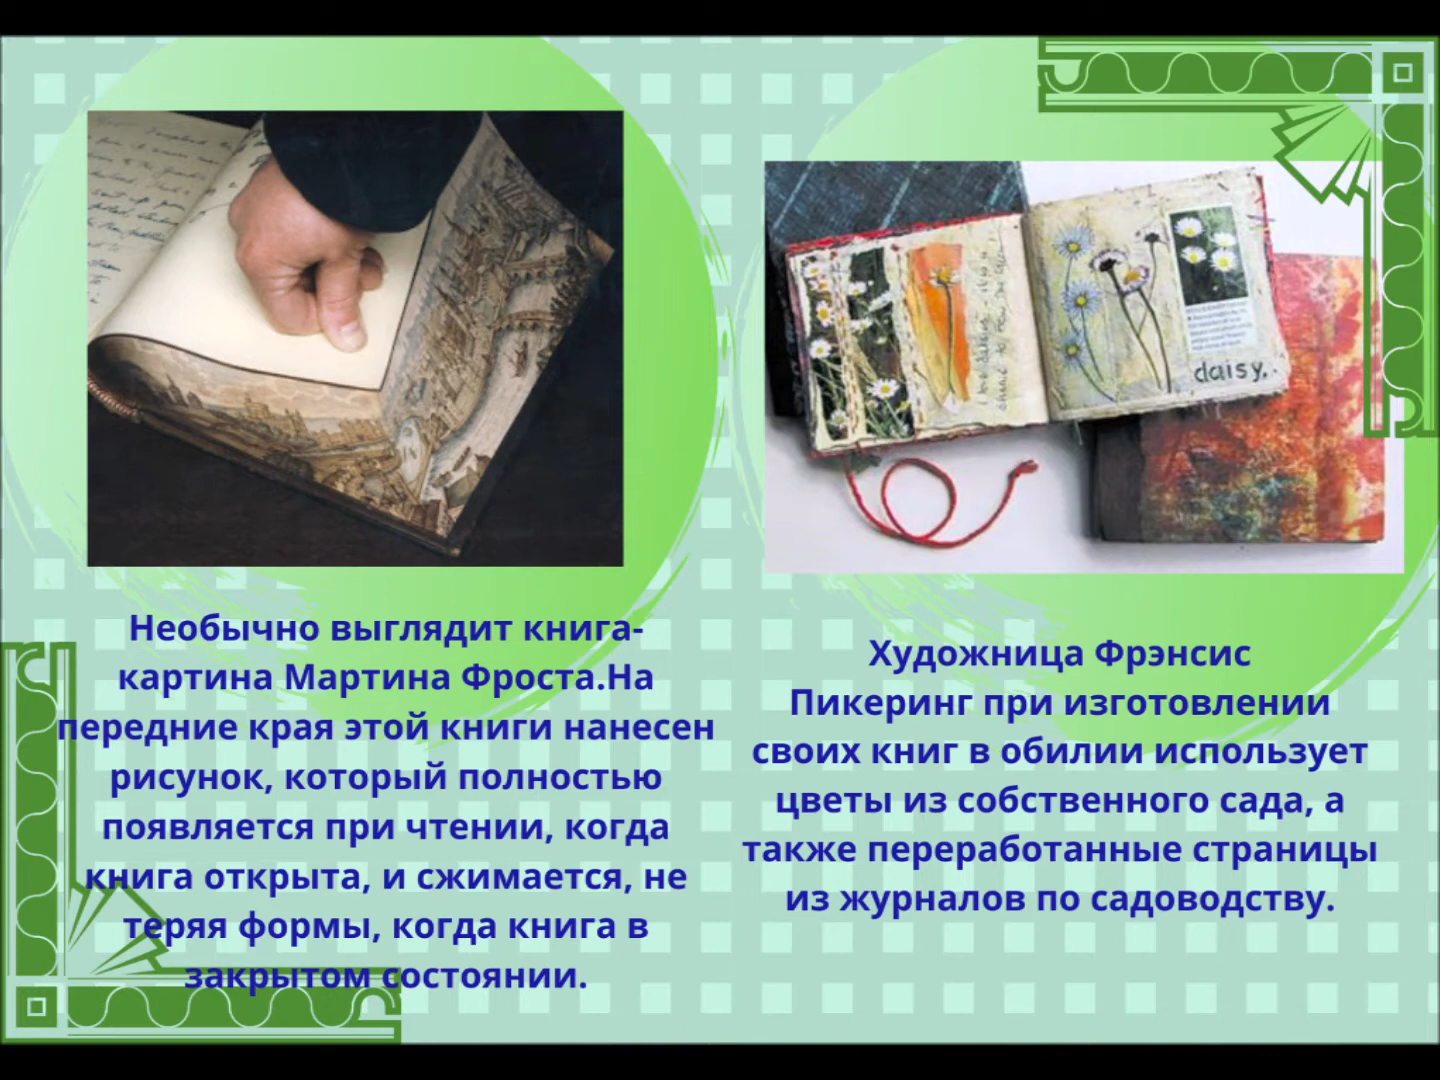 Необычно выглядит книга-
картина Мартина Фроста.На
передние края этой книги нанесен
рисунок, который полностью
появляется при чтении, когда
книга открыта, и сжимается, не
теряя формы, когда книга в
закрытом состоянии.
daisy.
Художница Фрэнсис
Пикеринг при изготовлении
своих книг в обилии использует
цветы из собственного сада, а
также переработанные страницы
из журналов по садоводству.